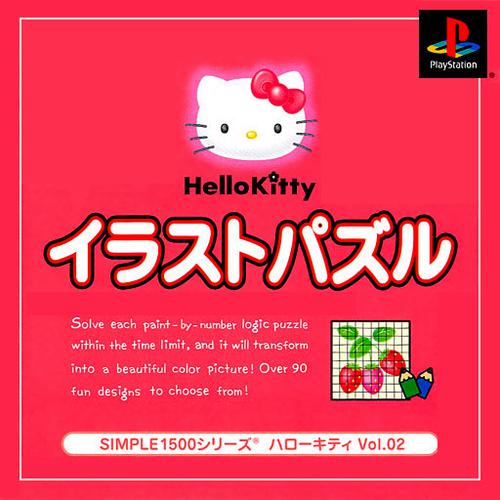 PlayStation
HelloKitty
イラストパズル
Solve each paint-by-number logic puzzle
within the time limit, and it will transform
into a beautiful color picture! Over 90
fun designs to choose from!
SIMPLE1500シリーズ® ハローキティ Vol.02